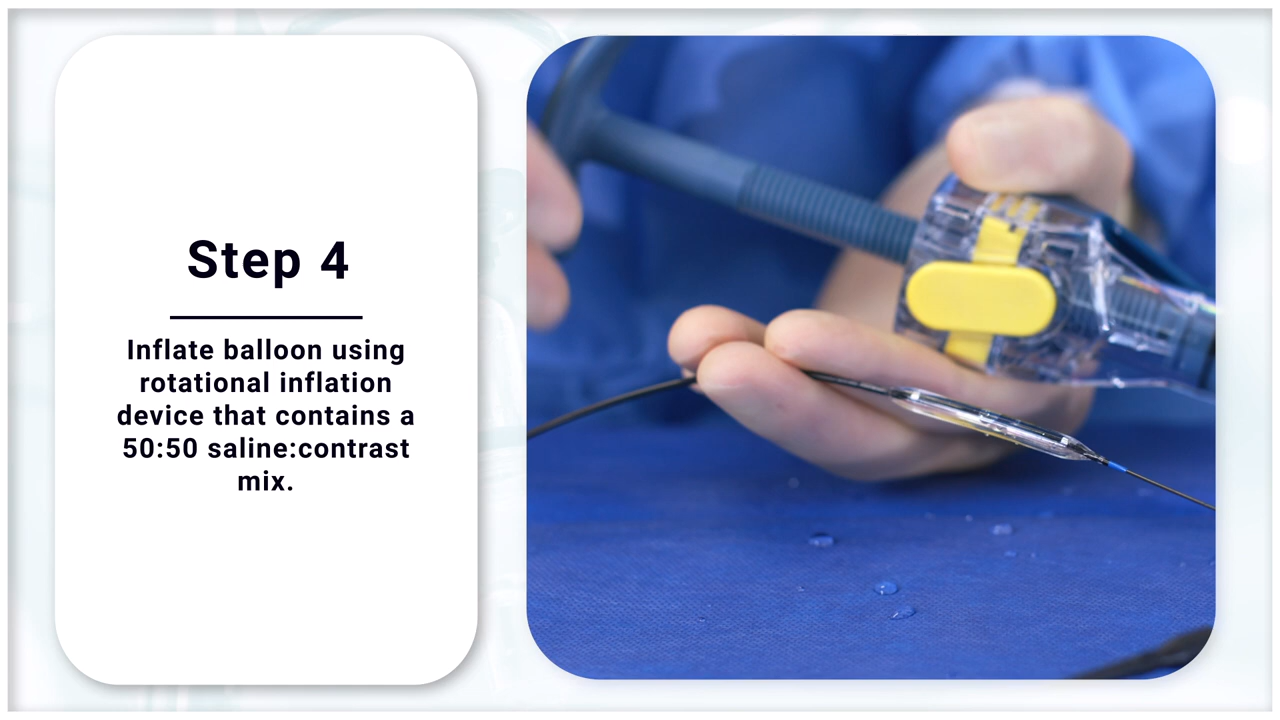 Step 4
Inflate balloon using
rotational inflation
device that contains a
50:50 saline:contrast
mix.